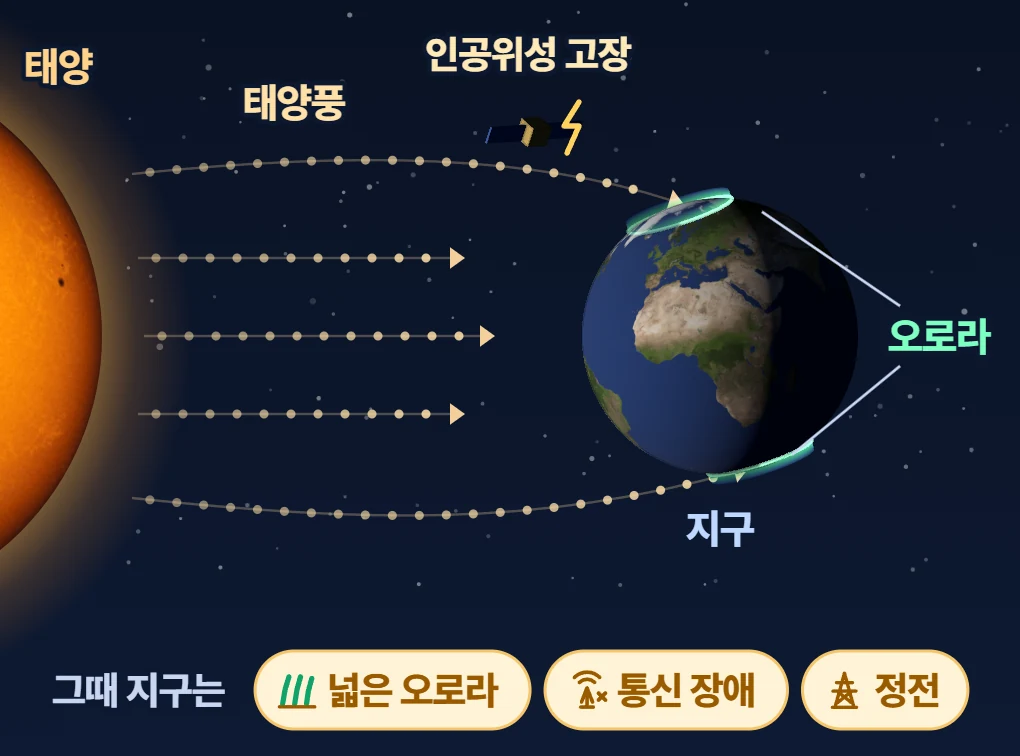 태양
태양풍
인공위성 고장
오로라
지구
그때 지구는
넓은 오로라
통신 장애
정전